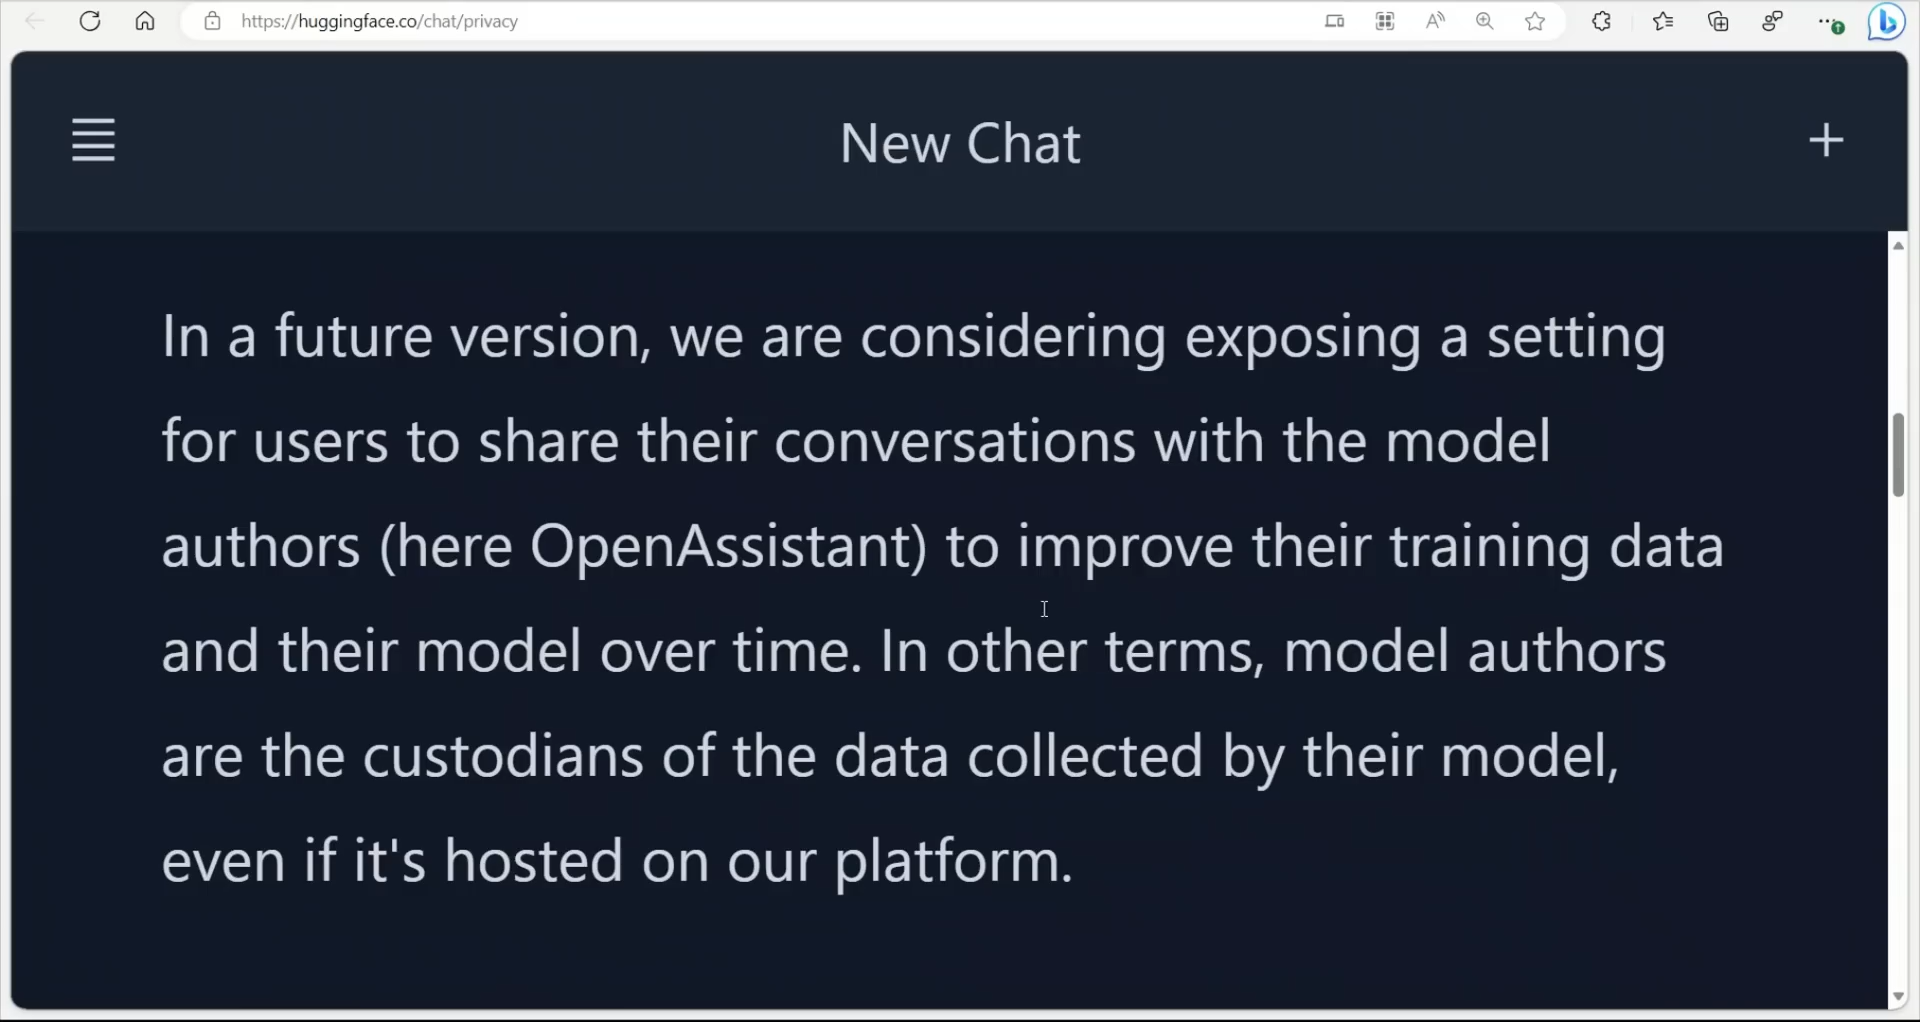 https://huggingface.co/chat/privacy
New Chat
In a future version, we are considering exposing a setting
for users to share their conversations with the model
authors (here OpenAssistant) to improve their training data
and their model over time. In other terms, model authors
are the custodians of the data collected by their model,
even if it's hosted on our platform.